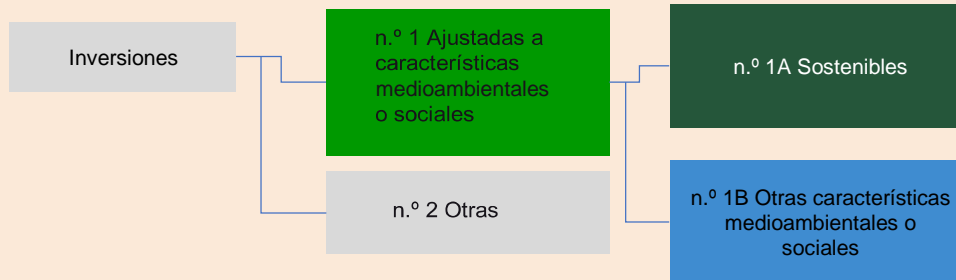 Inversiones
n.º 1 Ajustadas a
características
medioambientales
o sociales
n.º 2 Otras
n.º 1A Sostenibles
n.º 1B Otras características
medioambientales o
sociales